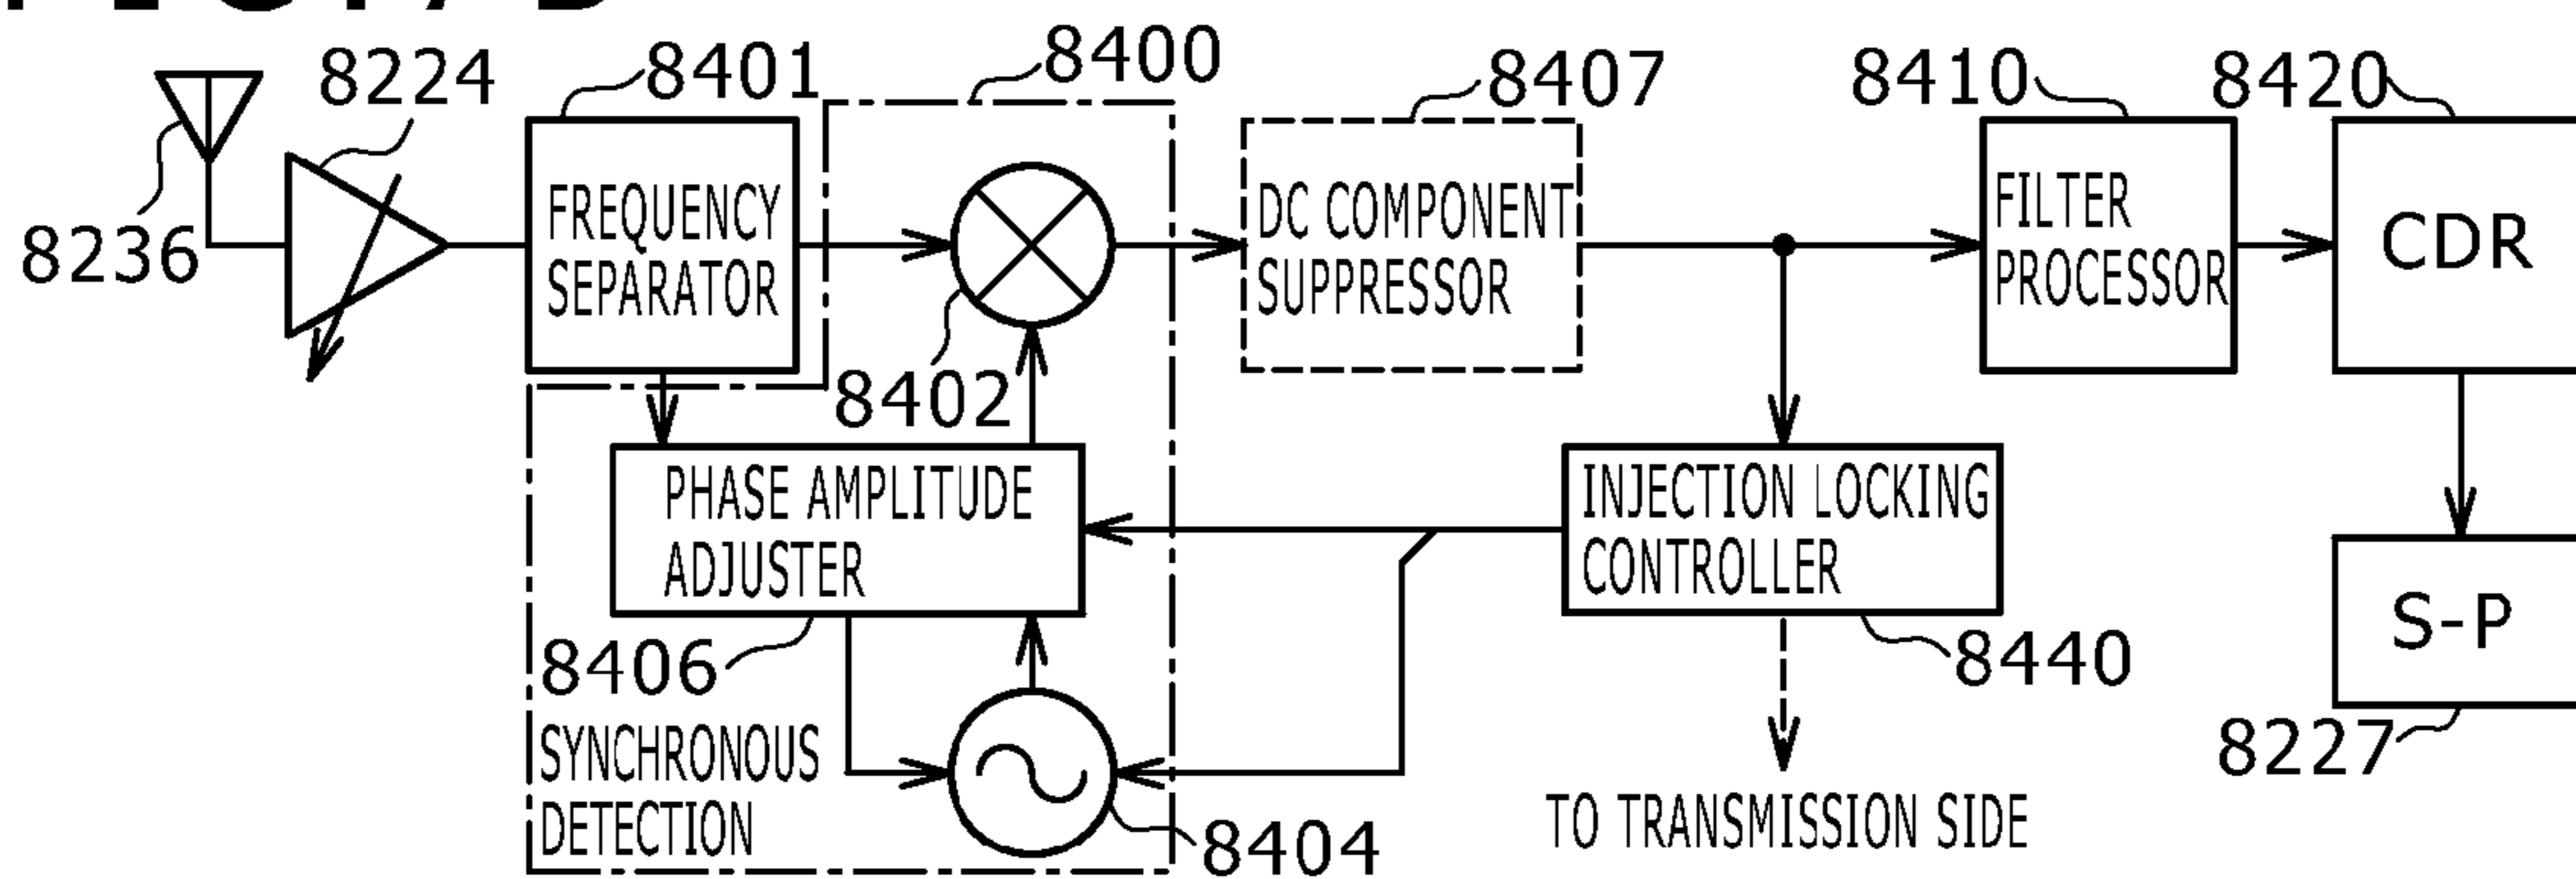 8224
8401
8400
8407
8410
8420
8236
FREQUENCY
SEPARATOR
DC COMPONENT
SUPPRESSOR
FILTER
PROCESSOR
CDR
8402
PHASE AMPLITUDE
ADJUSTER
INJECTION LOCKING
CONTROLLER
S-P
8406
8440
8227
SYNCHRONOUS
DETECTION
8404
TO TRANSMISSION SIDE